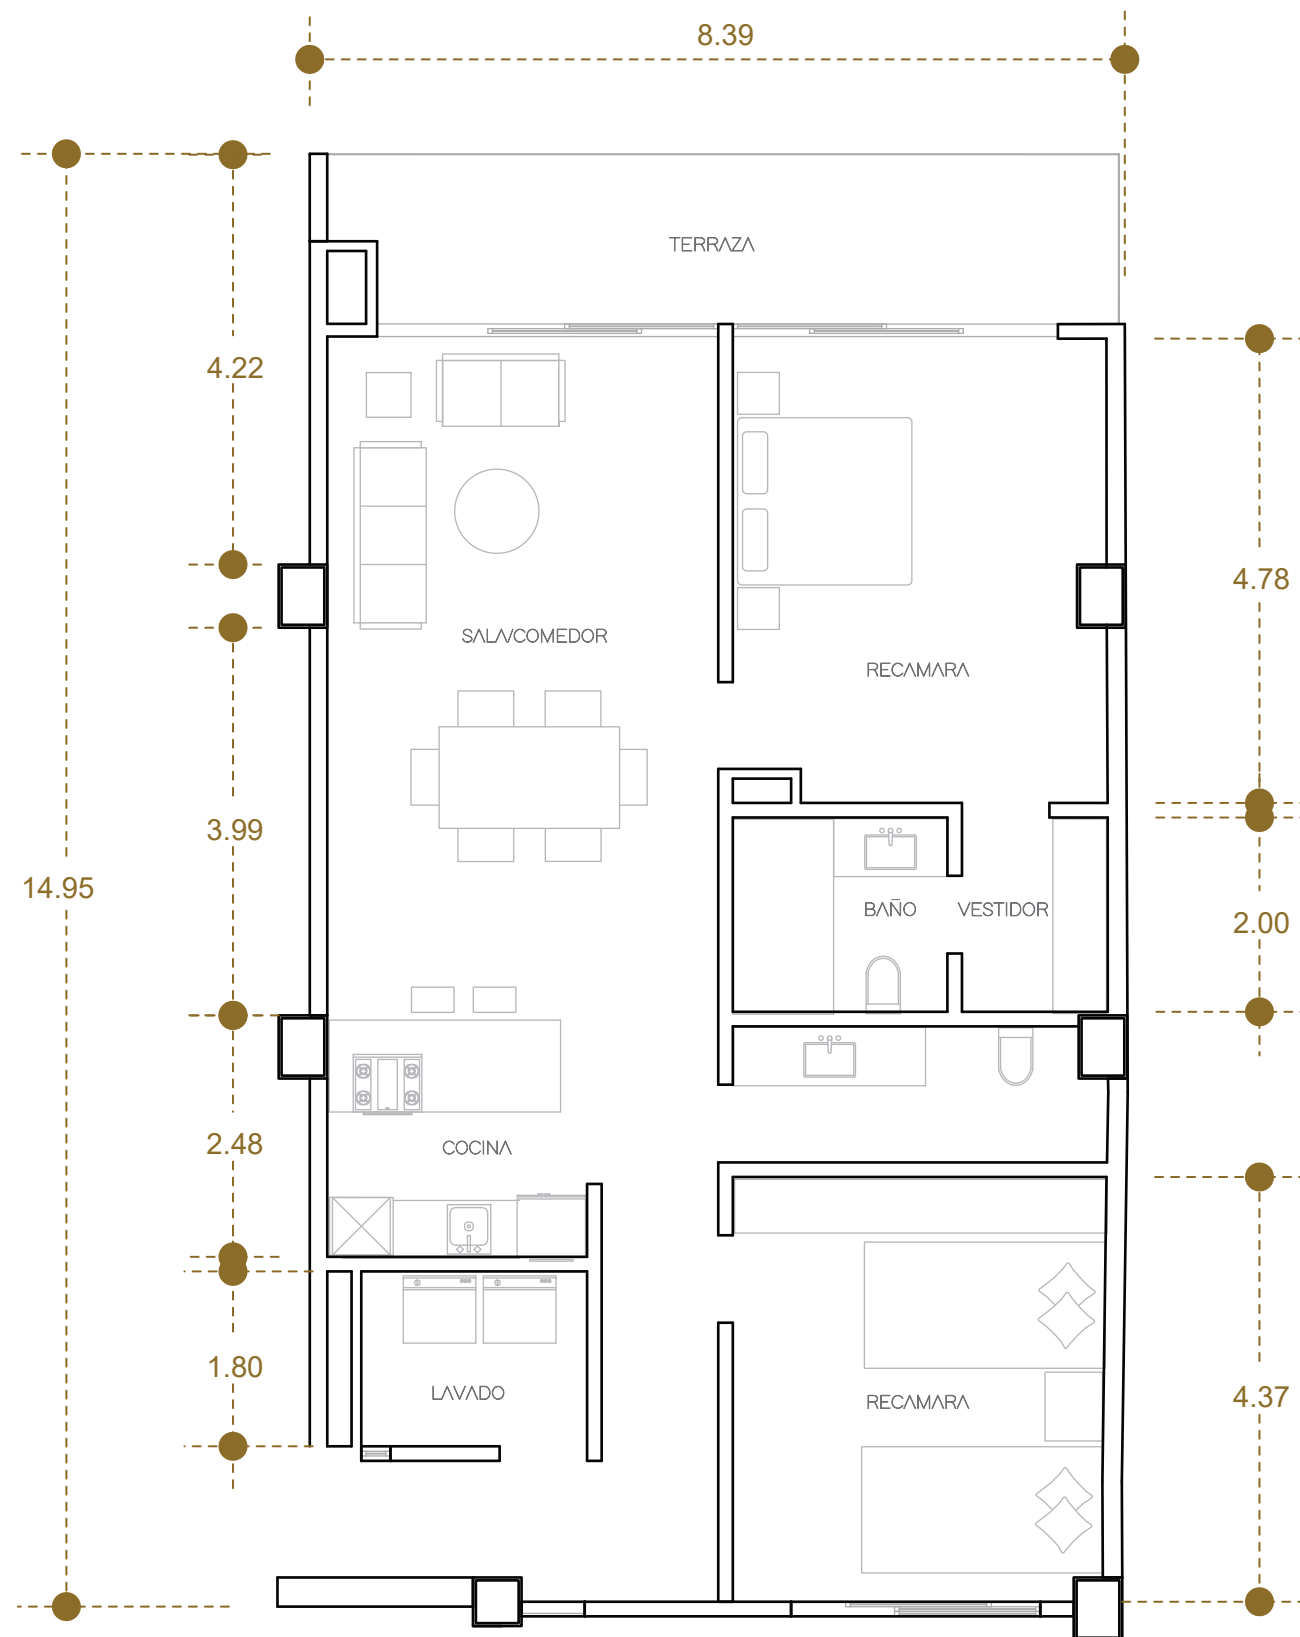 8.39
TERRAZA
4.22
4.78
SALA/COMEDOR
RECAMARA
3.99
14.95
BAÑO
VESTIDOR
2.00
2.48
COCINA
1.80
LAVADO
RECAMARA
4.37